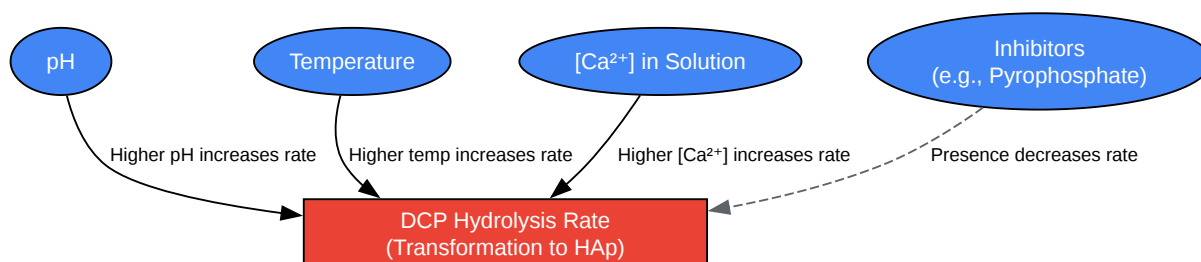 pH
Temperature
[Ca²⁺] in Solution
Inhibitors
(e.g., Pyrophosphate)
Higher pH increases rate
Higher temp increases rate
Higher [Ca²⁺] increases rate
Presence decreases rate
DCP Hydrolysis Rate
(Transformation to HAp)